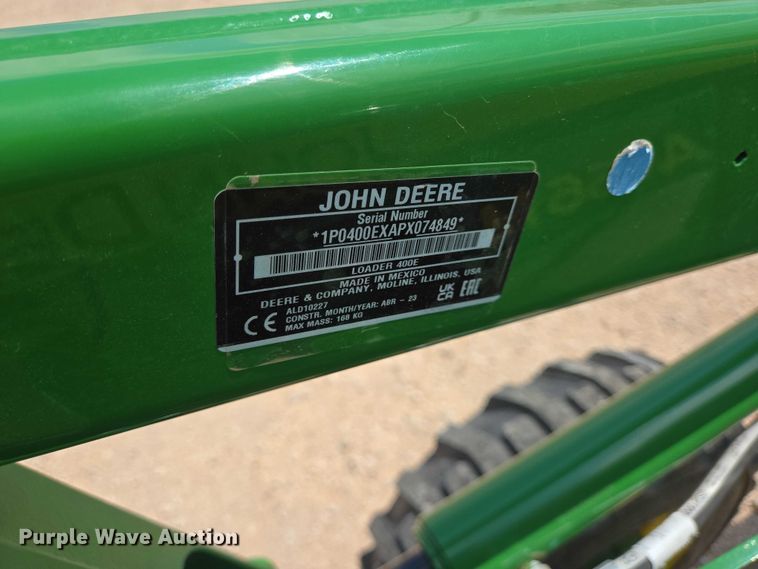 JOHN DEERE
Serial Number
*1P0400EXAPX074849*
LOADER 400E
MADE IN MEXICO
DEERE & COMPANY, MOLINE, ILLINOIS, USA
ALD10227
CONSTR. MONTH/YEAR: ABR - 23
MAX MASS: 168 KG
CE
UK
CA
EAC
Purple Wave Auction